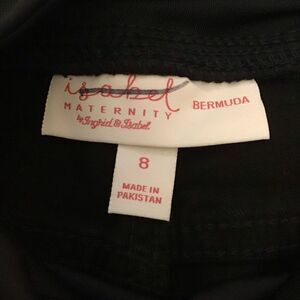 isabel
MATERNITY
by Ingrid & Isabel
BERMUDA
8
MADE IN
PAKISTAN